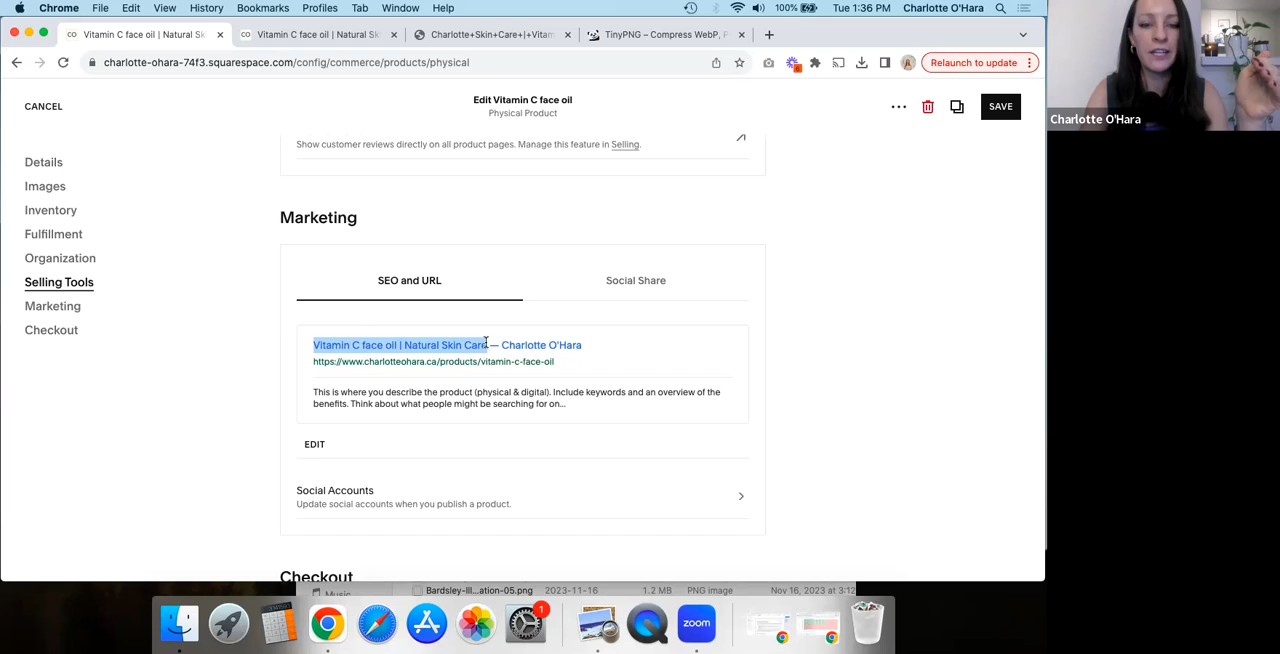 Chrome File Edit View History Bookmarks Profiles Tab Window Help 100% Tue 1:36 PM Charlotte O'Hara
Vitamin C face oil | Natural Sk
Vitamin C face oil | Natural Sk
Charlotte+Skin+Care+|+Vitam
TinyPNG – Compress WebP, P
charlotte-ohara-74f3.squarespace.com/config/commerce/products/physical
Relaunch to update
CANCEL
Edit Vitamin C face oil
Physical Product
SAVE
Charlotte O'Hara
Details
Images
Inventory
Fulfillment
Organization
Selling Tools
Marketing
Checkout
Show customer reviews directly on all product pages. Manage this feature in Selling.
Marketing
SEO and URL
Social Share
Vitamin C face oil | Natural Skin Care — Charlotte O'Hara
https://www.charlotteohara.ca/products/vitamin-c-face-oil
This is where you describe the product (physical & digital). Include keywords and an overview of the
benefits. Think about what people might be searching for on...
EDIT
Social Accounts
Update social accounts when you publish a product.
Checkout
Music
Bardsley-Ill...ation-05.png 2023-11-16 1.2 MB PNG image Nov 16, 2023 at 3:12
1
zoom